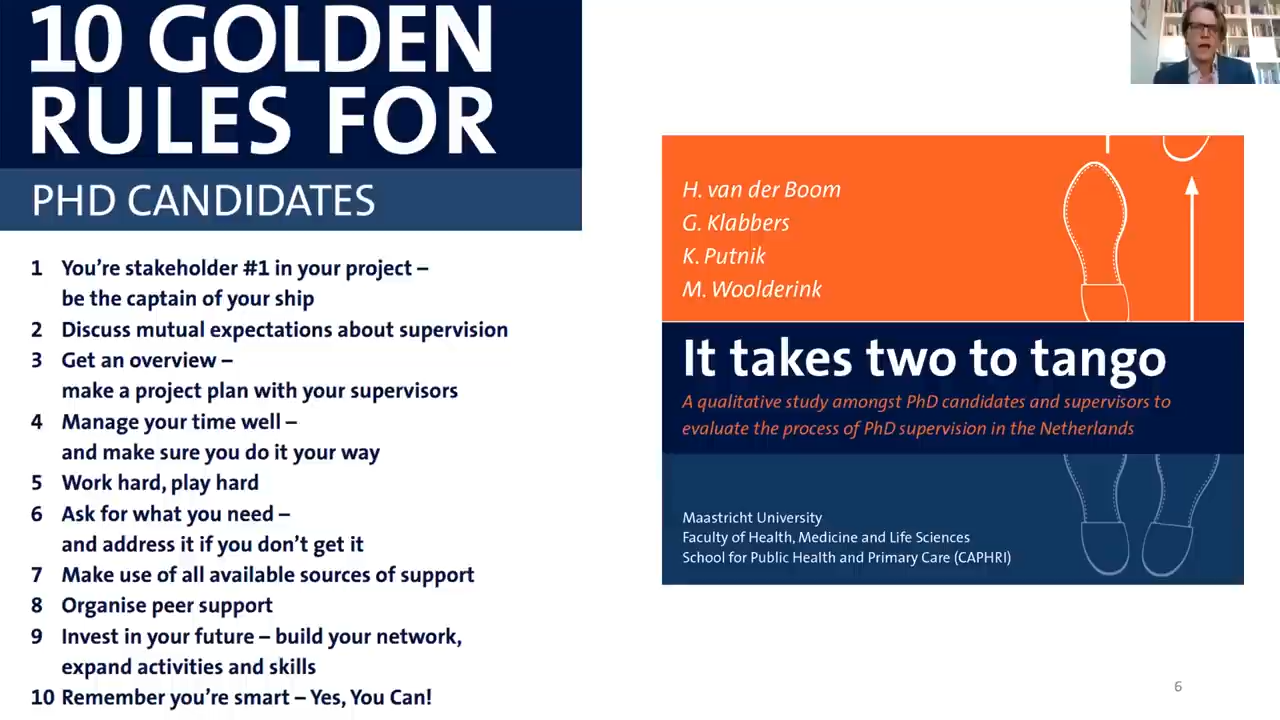 10 GOLDEN
RULES FOR
PHD CANDIDATES
1 You're stakeholder #1 in your project –
be the captain of your ship
2 Discuss mutual expectations about supervision
3 Get an overview –
make a project plan with your supervisors
4 Manage your time well –
and make sure you do it your way
5 Work hard, play hard
6 Ask for what you need –
and address it if you don't get it
7 Make use of all available sources of support
8 Organise peer support
9 Invest in your future – build your network,
expand activities and skills
10 Remember you're smart – Yes, You Can!
H. van der Boom
G. Klabbers
K. Putnik
M. Woolderink
It takes two to tango
A qualitative study amongst PhD candidates and supervisors to
evaluate the process of PhD supervision in the Netherlands
Maastricht University
Faculty of Health, Medicine and Life Sciences
School for Public Health and Primary Care (CAPHRI)
6